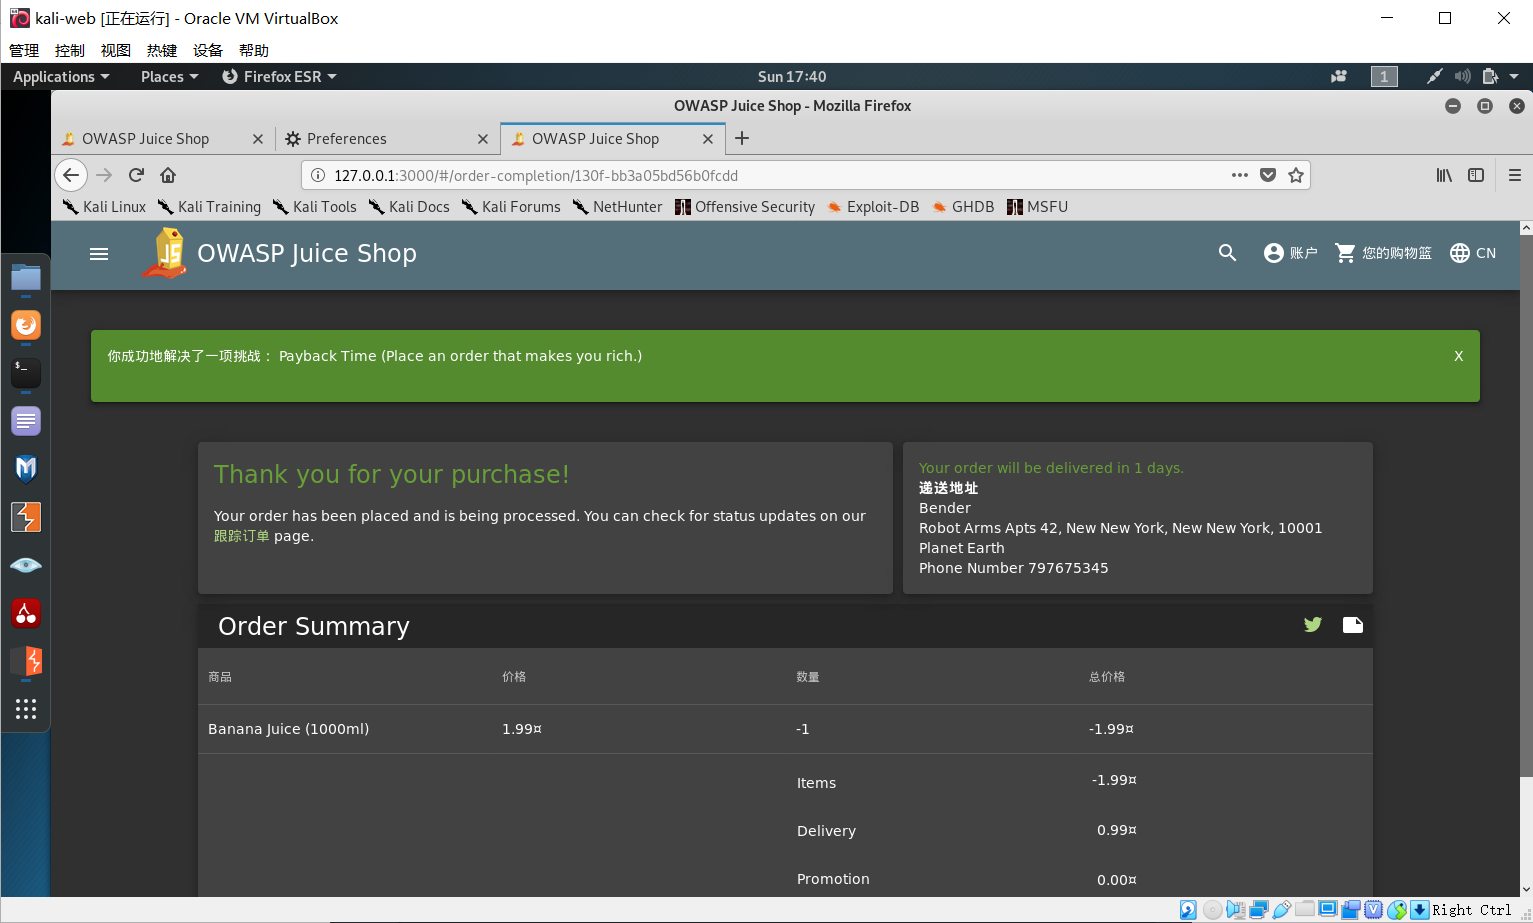 kali-web [正在运行] - Oracle VM VirtualBox
管理 控制 视图 热键 设备 帮助
Applications Places Firefox ESR Sun 17:40 1
OWASP Juice Shop - Mozilla Firefox
OWASP Juice Shop Preferences OWASP Juice Shop
127.0.0.1:3000/#/order-completion/130f-bb3a05bd56b0fcdd
Kali Linux Kali Training Kali Tools Kali Docs Kali Forums NetHunter Offensive Security Exploit-DB GHDB MSFU
JS OWASP Juice Shop 账户 您的购物篮 CN
你成功地解决了一项挑战： Payback Time (Place an order that makes you rich.) X
Thank you for your purchase!
Your order has been placed and is being processed. You can check for status updates on our
跟踪订单 page.
Your order will be delivered in 1 days.
递送地址
Bender
Robot Arms Apts 42, New New York, New New York, 10001
Planet Earth
Phone Number 797675345
Order Summary
商品 价格 数量 总价格
Banana Juice (1000ml) 1.99¤ -1 -1.99¤
Items -1.99¤
Delivery 0.99¤
Promotion 0.00¤
Right Ctrl